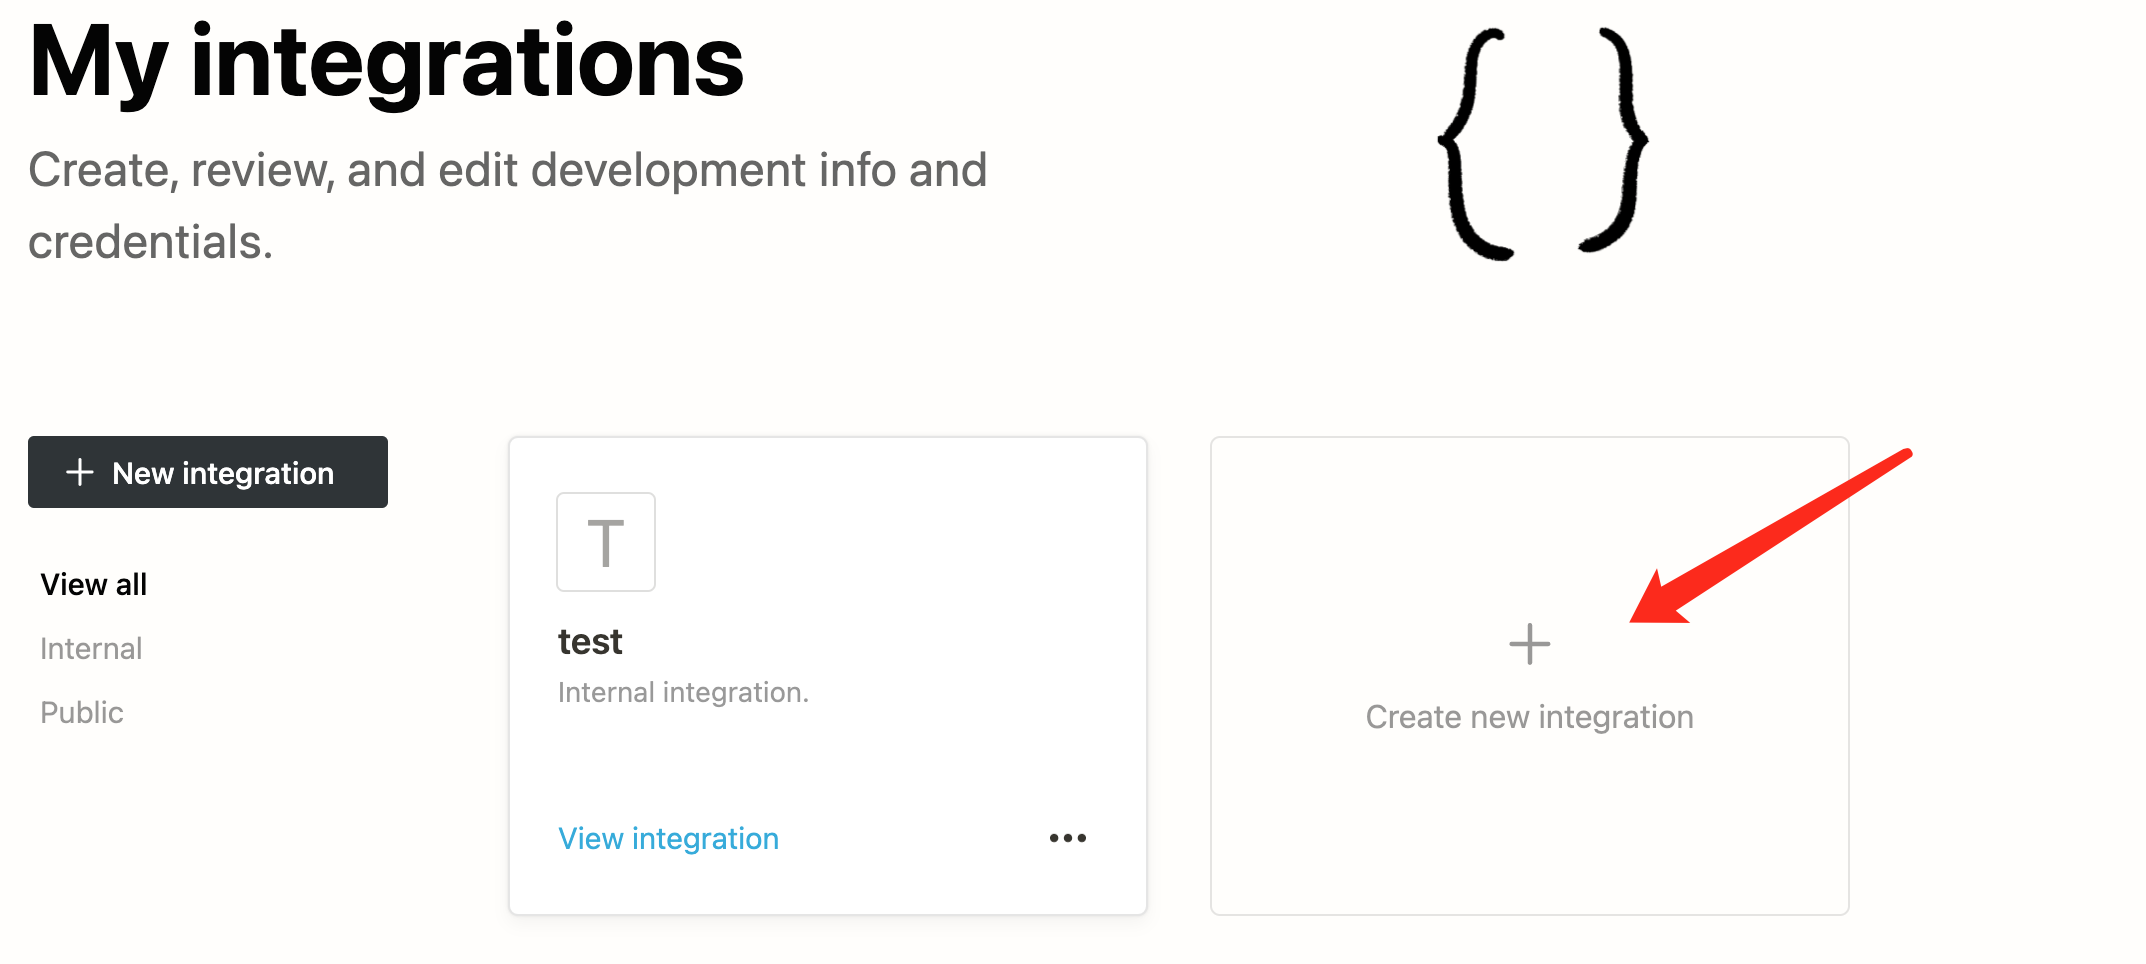 My integrations
Create, review, and edit development info and
credentials.
{ }
+ New integration
View all
Internal
Public
T
test
Internal integration.
View integration
•••
+
Create new integration